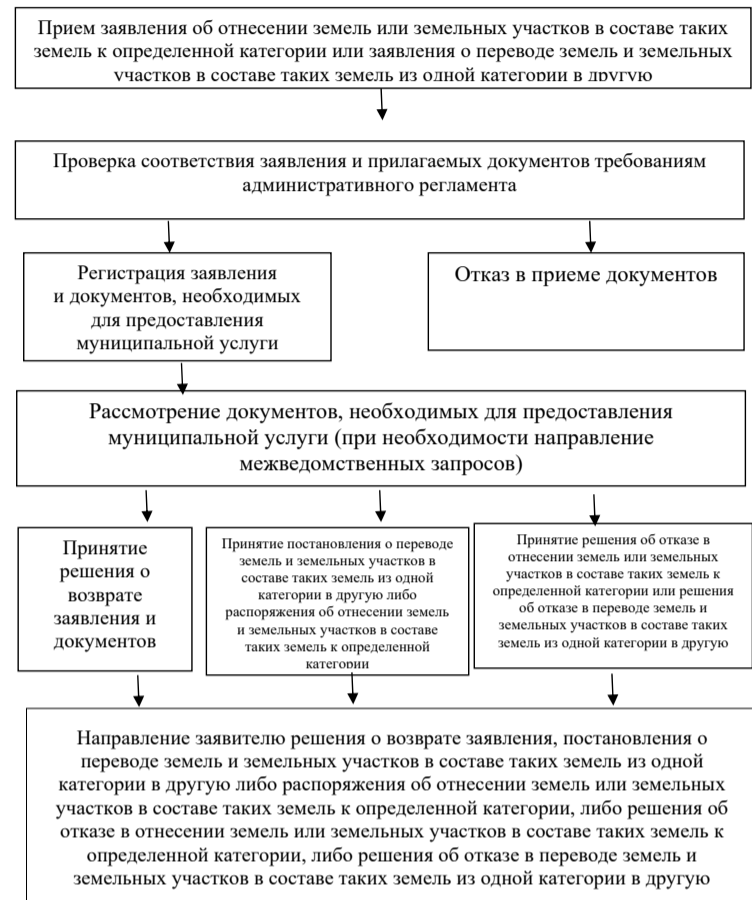 Прием заявления об отнесении земель или земельных участков в составе таких
земель к определенной категории или заявления о переводе земель и земельных
участков в составе таких земель из одной категории в другую
Проверка соответствия заявления и прилагаемых документов требованиям
административного регламента
Регистрация заявления
и документов, необходимых
для предоставления
муниципальной услуги
Отказ в приеме документов
Рассмотрение документов, необходимых для предоставления
муниципальной услуги (при необходимости направление
межведомственных запросов)
Принятие
решения о
возврате
заявления и
документов
Принятие постановления о переводе
земель и земельных участков в
составе таких земель из одной
категории в другую либо
распоряжения об отнесении земель
и земельных участков в составе
таких земель к определенной
категории
Принятие решения об отказе в
отнесении земель или земельных
участков в составе таких земель к
определенной категории или решения
об отказе в переводе земель и
земельных участков в составе таких
земель из одной категории в другую
Направление заявителю решения о возврате заявления, постановления о
переводе земель и земельных участков в составе таких земель из одной
категории в другую либо распоряжения об отнесении земель или земельных
участков в составе таких земель к определенной категории, либо решения об
отказе в отнесении земель или земельных участков в составе таких земель к
определенной категории, либо решения об отказе в переводе земель и
земельных участков в составе таких земель из одной категории в другую